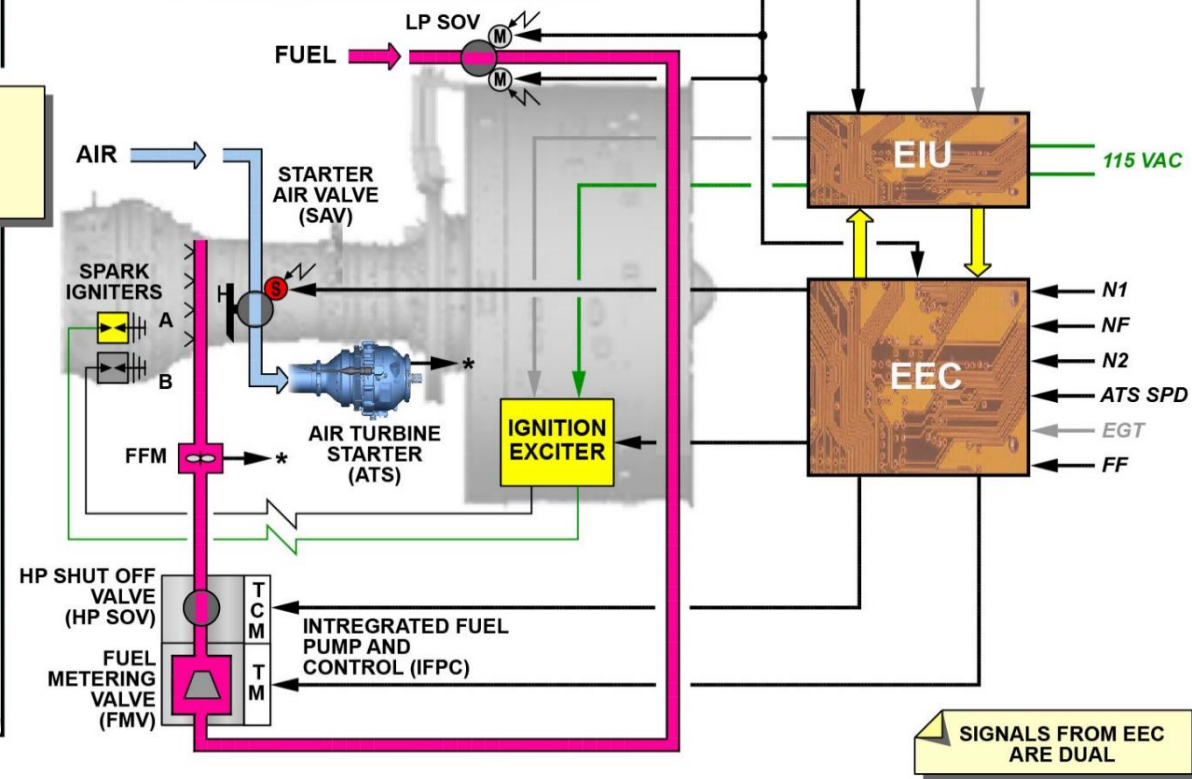 LP SOV
M
FUEL
M
AIR
EIU
115 VAC
STARTER
AIR VALVE
(SAV)
SPARK
IGNITERS
S
A
B
N1
NF
N2
ATS SPD
EGT
FF
EEC
*
AIR TURBINE
STARTER
(ATS)
IGNITION
EXCITER
FFM
*
HP SHUT OFF
VALVE
(HP SOV)
T
C
M
INTREGRATED FUEL
PUMP AND
CONTROL (IFPC)
FUEL
METERING
VALVE
(FMV)
T
M
SIGNALS FROM EEC
ARE DUAL